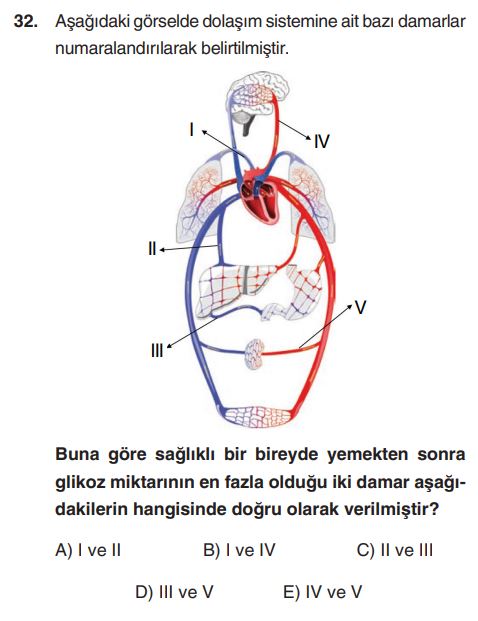 32. Aşağıdaki görselde dolaşım sistemine ait bazı damarlar
numaralandırılarak belirtilmiştir.
I
IV
II
V
III
Buna göre sağlıklı bir bireyde yemekten sonra
glikoz miktarının en fazla olduğu iki damar aşağı-
dakilerin hangisinde doğru olarak verilmiştir?
A) I ve II B) I ve IV C) II ve III
D) III ve V E) IV ve V